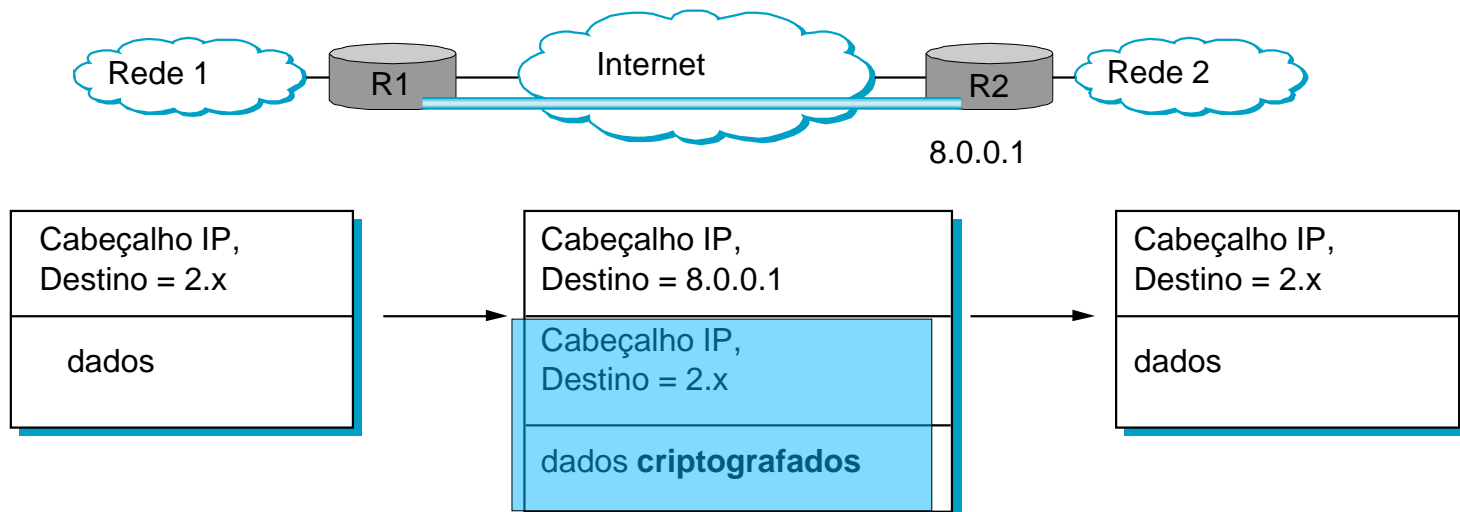 Rede 1
R1
Internet
R2
Rede 2
8.0.0.1
Cabeçalho IP,
Destino = 2.x
dados
Cabeçalho IP,
Destino = 8.0.0.1
Cabeçalho IP,
Destino = 2.x
dados criptografados
Cabeçalho IP,
Destino = 2.x
dados